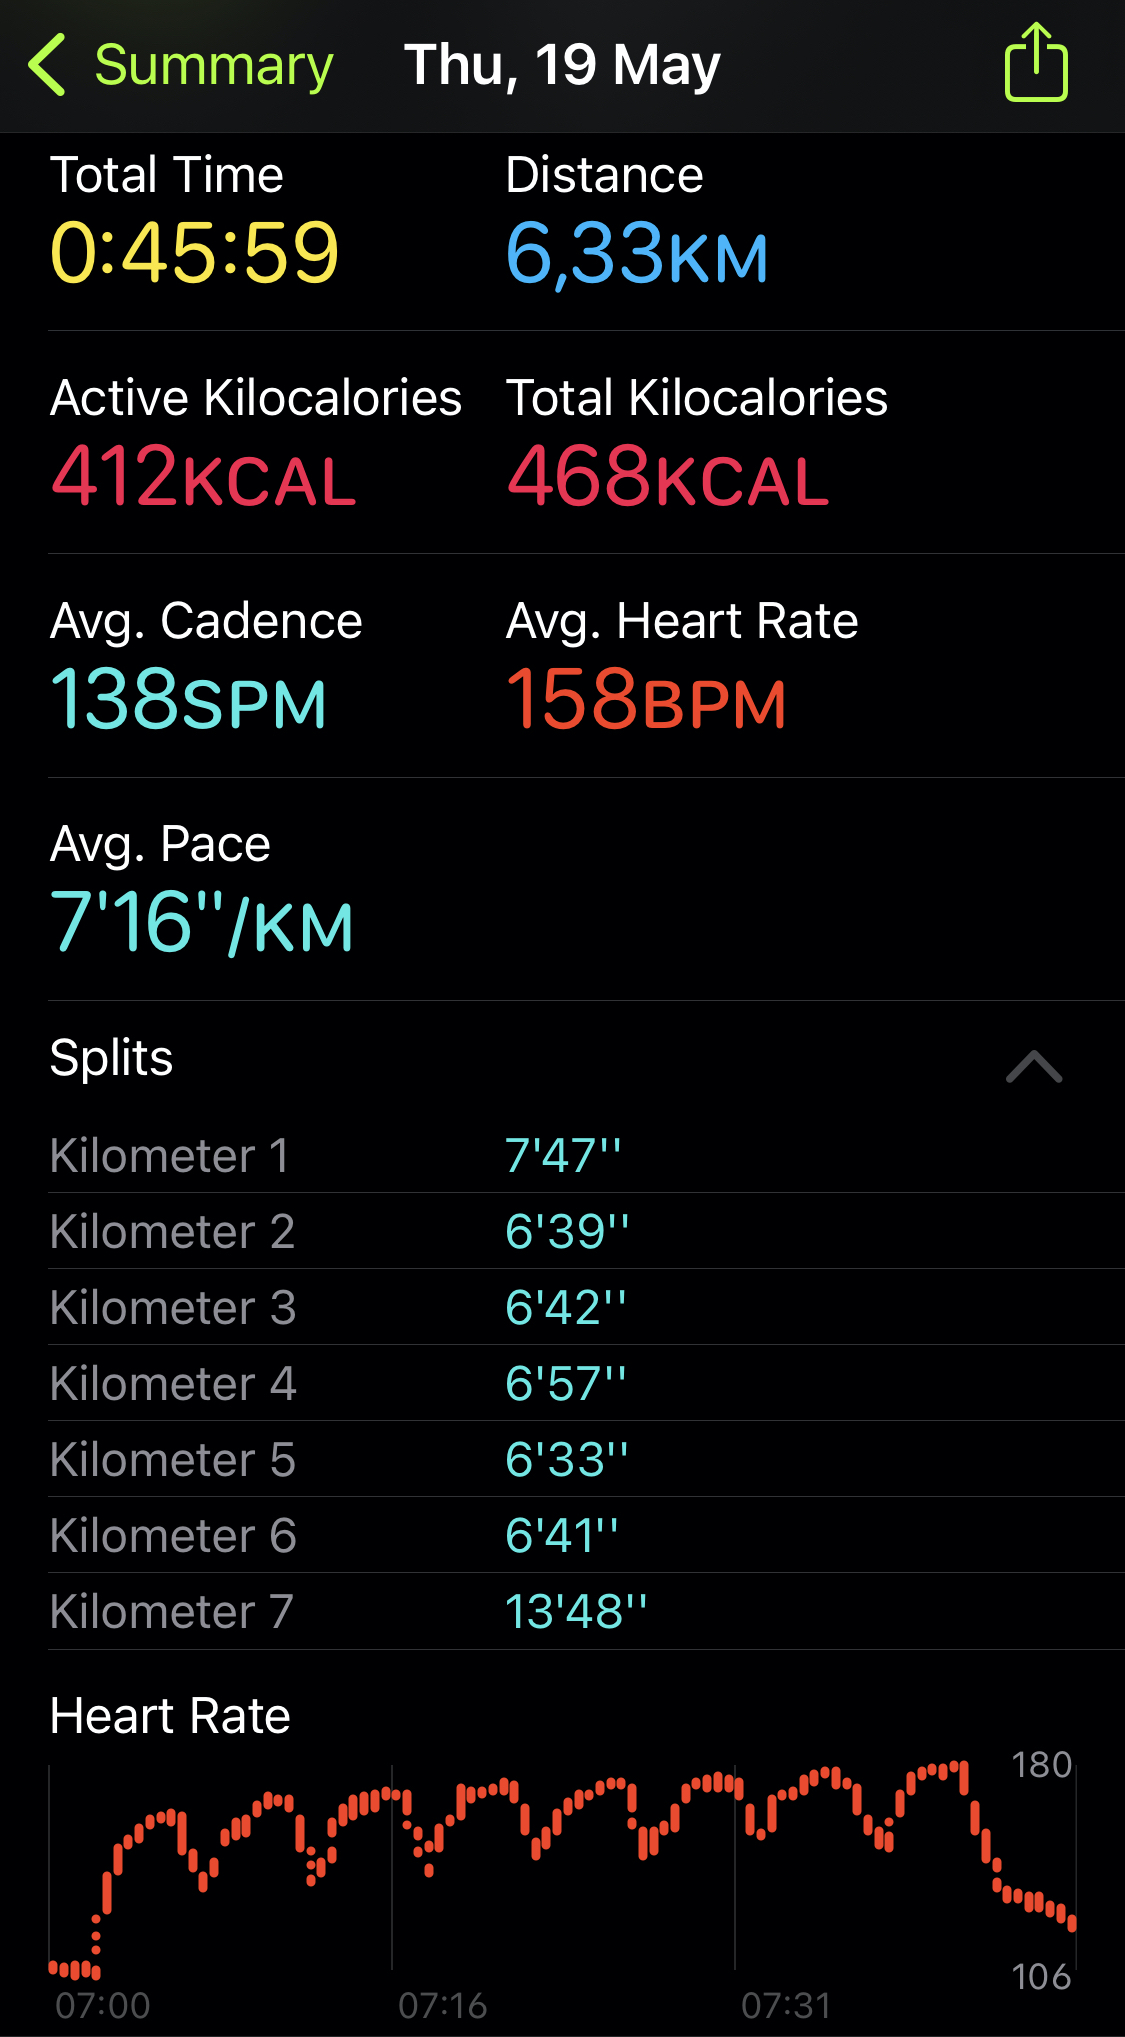 Summary Thu, 19 May
Total Time Distance
0:45:59 6,33KM
Active Kilocalories Total Kilocalories
412KCAL 468KCAL
Avg. Cadence Avg. Heart Rate
138SPM 158BPM
Avg. Pace
7'16"/KM
Splits
Kilometer 1 7'47''
Kilometer 2 6'39''
Kilometer 3 6'42''
Kilometer 4 6'57''
Kilometer 5 6'33''
Kilometer 6 6'41''
Kilometer 7 13'48''
Heart Rate
180
106
07:00 07:16 07:31